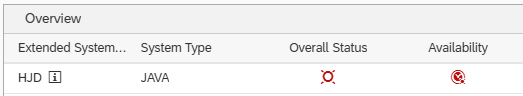 Overview
Extended System... System Type Overall Status Availability
HJD JAVA